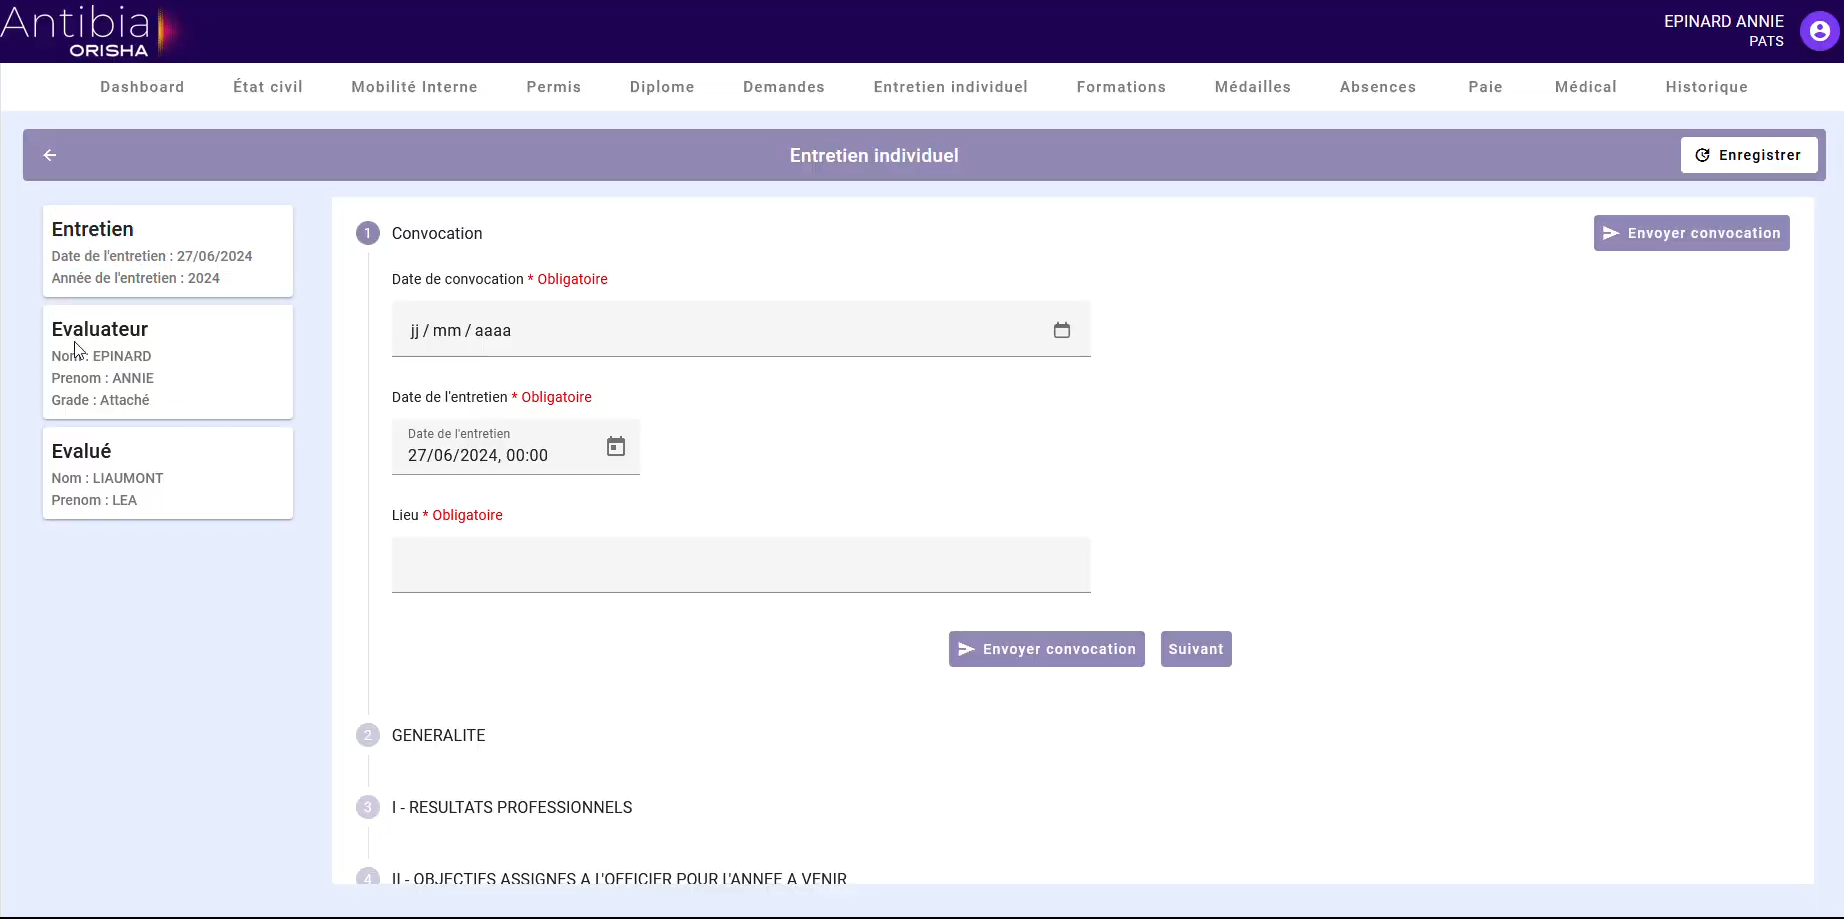 Antibia
ORISHA
EPINARD ANNIE
PATS
Dashboard État civil Mobilité Interne Permis Diplome Demandes Entretien individuel Formations Médailles Absences Paie Médical Historique
Entretien individuel
Enregistrer
Entretien
Date de l'entretien : 27/06/2024
Année de l'entretien : 2024
Evaluateur
Nom : EPINARD
Prenom : ANNIE
Grade : Attaché
Evalué
Nom : LIAUMONT
Prenom : LEA
1 Convocation
Envoyer convocation
Date de convocation * Obligatoire
jj / mm / aaaa
Date de l'entretien * Obligatoire
Date de l'entretien
27/06/2024, 00:00
Lieu * Obligatoire
Envoyer convocation Suivant
2 GENERALITE
3 I - RESULTATS PROFESSIONNELS
4 II - OBJECTIFS ASSIGNES A L'OFFICIER POUR L'ANNEE A VENIR